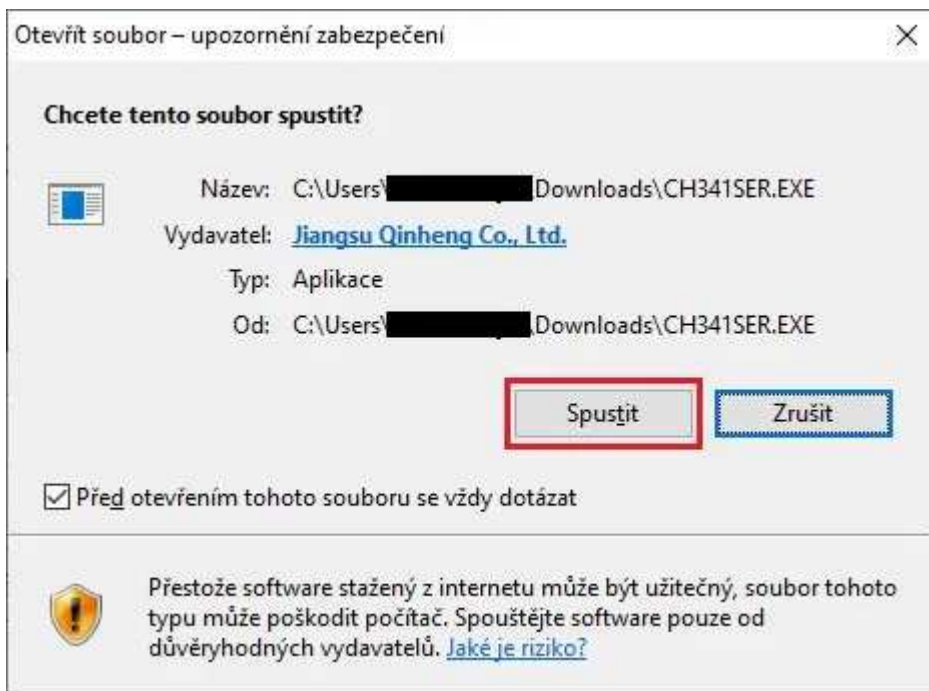 Otevřít soubor – upozornění zabezpečení
Chcete tento soubor spustit?
Název: C:\Users\ Downloads\CH341SER.EXE
Vydavatel: Jiangsu Qinheng Co., Ltd.
Typ: Aplikace
Od: C:\Users\ Downloads\CH341SER.EXE
Spustit Zrušit
Před otevřením tohoto souboru se vždy dotázat
Přestože software stažený z internetu může být užitečný, soubor tohoto
typu může poškodit počítač. Spouštějte software pouze od
důvěryhodných vydavatelů. Jaké je riziko?